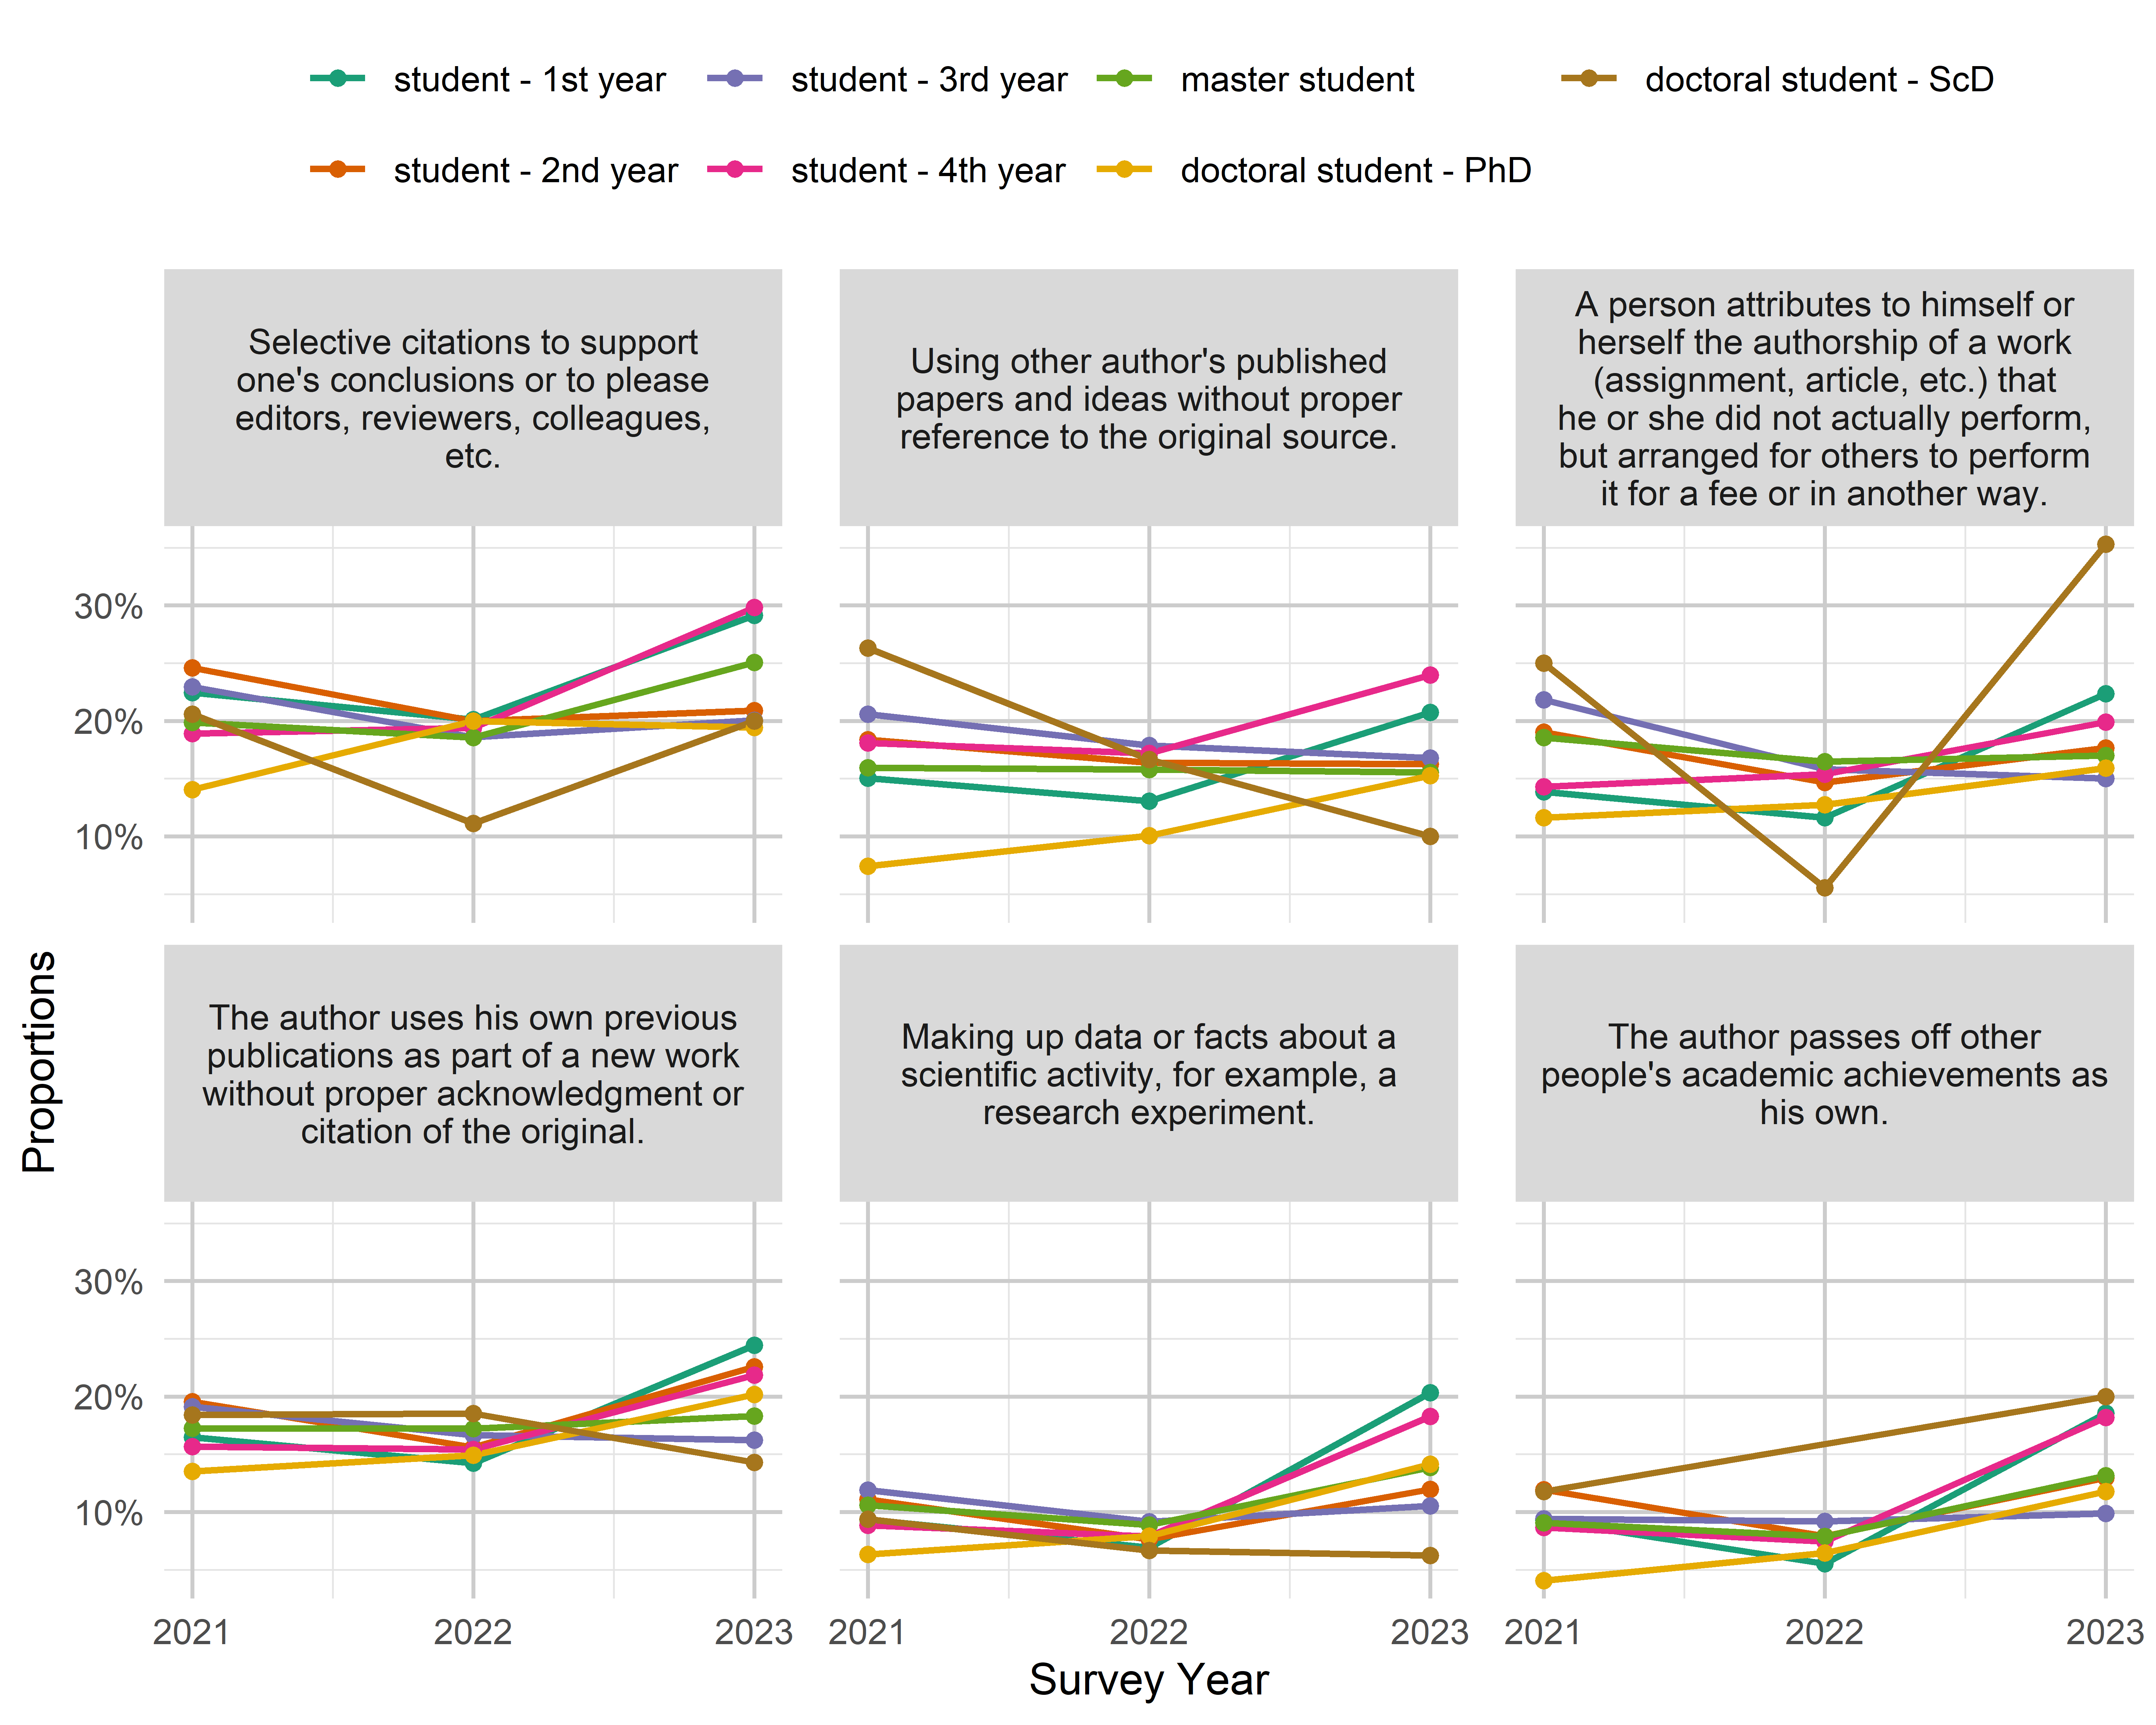 student - 1st year
student - 3rd year
master student
doctoral student - ScD
student - 2nd year
student - 4th year
doctoral student - PhD
Selective citations to support
one's conclusions or to please
editors, reviewers, colleagues,
etc.
Using other author's published
papers and ideas without proper
reference to the original source.
A person attributes to himself or
herself the authorship of a work
(assignment, article, etc.) that
he or she did not actually perform,
but arranged for others to perform
it for a fee or in another way.
30%
20%
10%
Proportions
The author uses his own previous
publications as part of a new work
without proper acknowledgment or
citation of the original.
Making up data or facts about a
scientific activity, for example, a
research experiment.
The author passes off other
people's academic achievements as
his own.
30%
20%
10%
2021 2022 2023 2021 2022 2023 2021 2022 2023
Survey Year